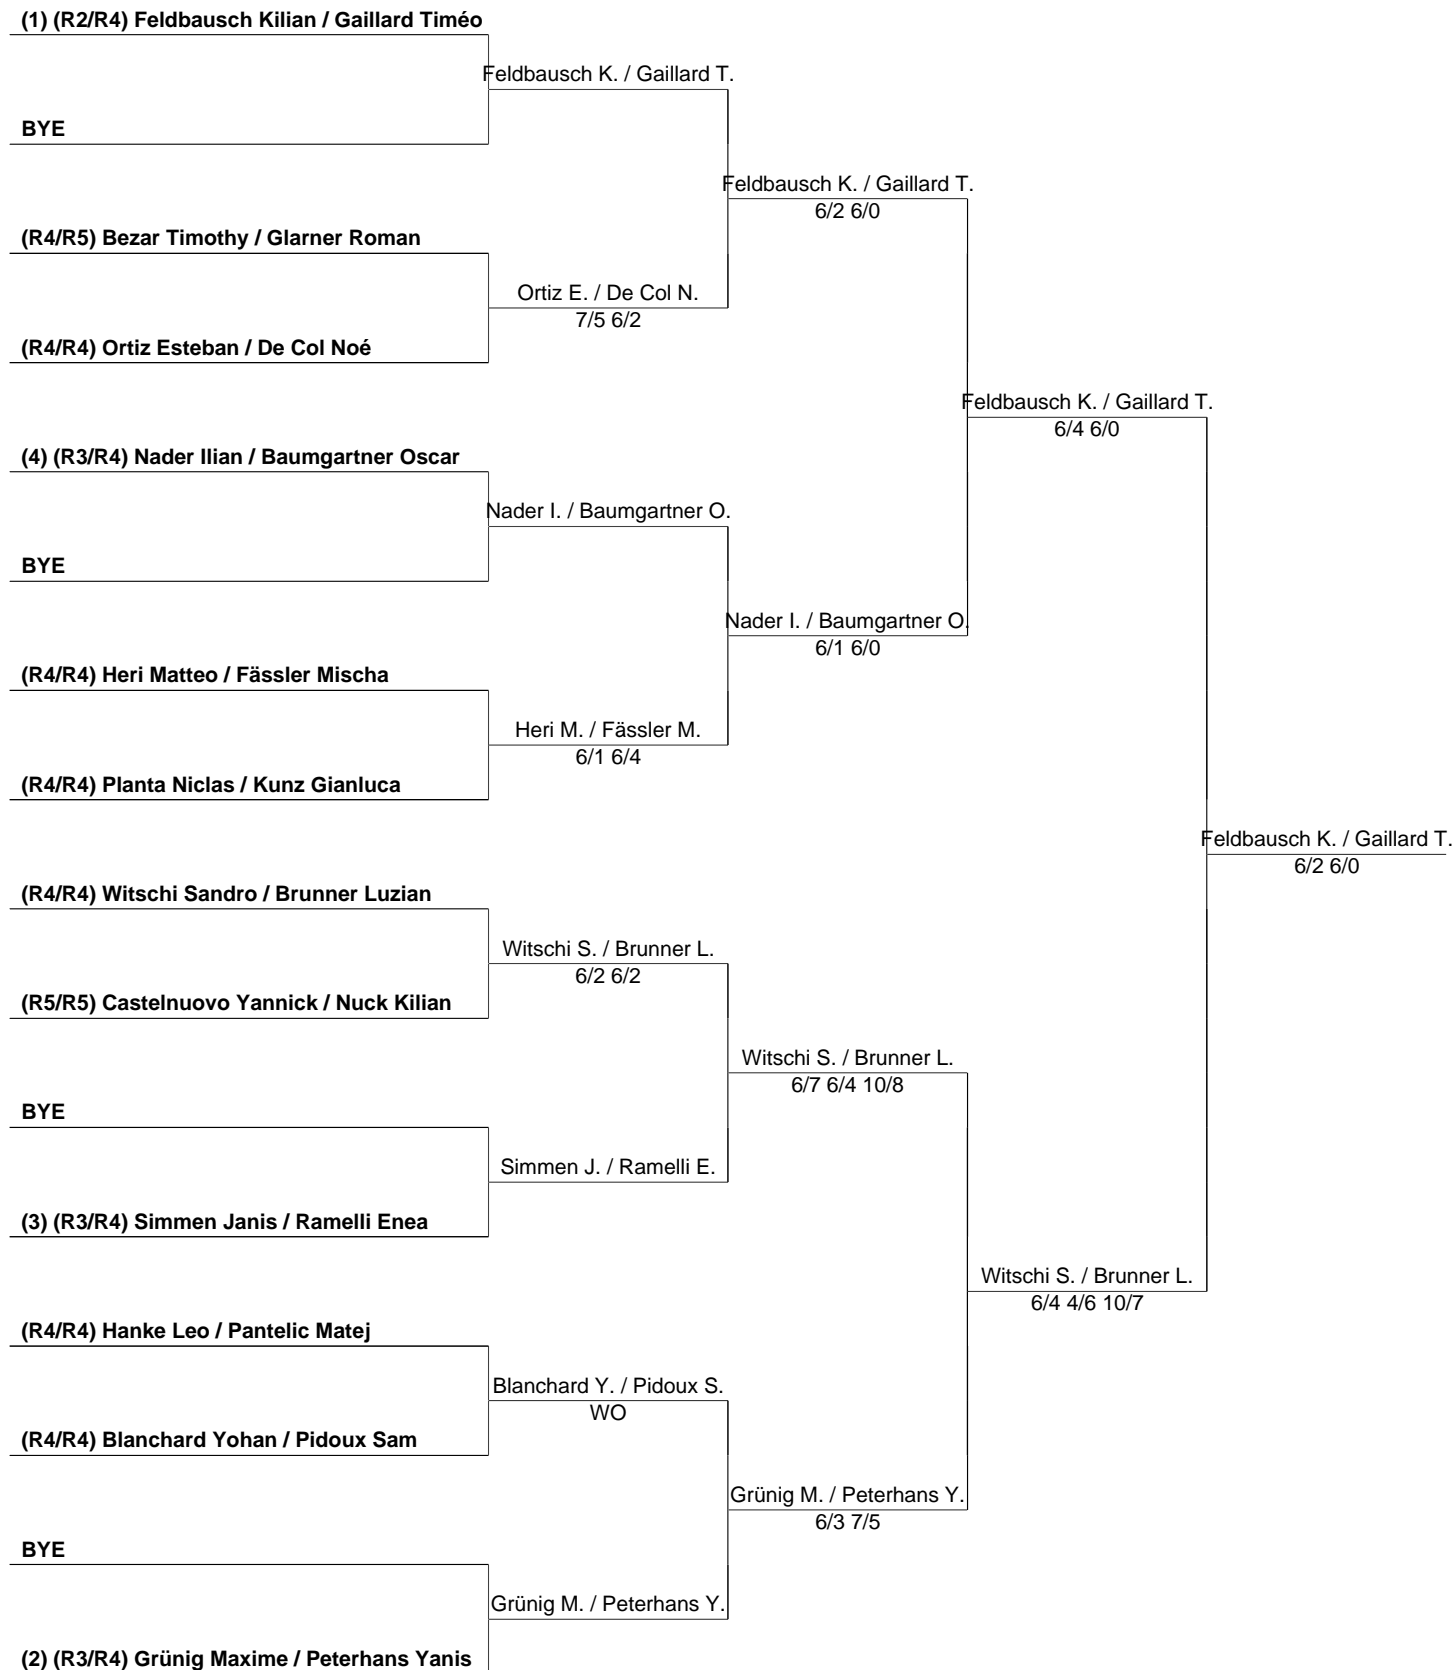 (1) (R2/R4) Feldbausch Kilian / Gaillard Timéo
Feldbausch K. / Gaillard T.
BYE
Feldbausch K. / Gaillard T.
6/2 6/0
(R4/R5) Bezar Timothy / Glarner Roman
Ortiz E. / De Col N.
7/5 6/2
(R4/R4) Ortiz Esteban / De Col Noé
Feldbausch K. / Gaillard T.
6/4 6/0
(4) (R3/R4) Nader Ilian / Baumgartner Oscar
Nader I. / Baumgartner O.
BYE
Nader I. / Baumgartner O.
6/1 6/0
(R4/R4) Heri Matteo / Fässler Mischa
Heri M. / Fässler M.
6/1 6/4
(R4/R4) Planta Niclas / Kunz Gianluca
Feldbausch K. / Gaillard T.
6/2 6/0
(R4/R4) Witschi Sandro / Brunner Luzian
Witschi S. / Brunner L.
6/2 6/2
(R5/R5) Castelnuovo Yannick / Nuck Kilian
Witschi S. / Brunner L.
6/7 6/4 10/8
BYE
Simmen J. / Ramelli E.
(3) (R3/R4) Simmen Janis / Ramelli Enea
Witschi S. / Brunner L.
6/4 4/6 10/7
(R4/R4) Hanke Leo / Pantelic Matej
Blanchard Y. / Pidoux S.
WO
(R4/R4) Blanchard Yohan / Pidoux Sam
Grünig M. / Peterhans Y.
6/3 7/5
BYE
Grünig M. / Peterhans Y.
(2) (R3/R4) Grünig Maxime / Peterhans Yanis